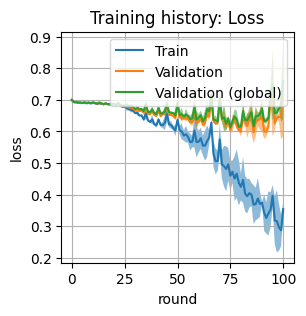 Training history: Loss
Train
Validation
Validation (global)
loss
0.9
0.8
0.7
0.6
0.5
0.4
0.3
0.2
0
25
50
75
100
round